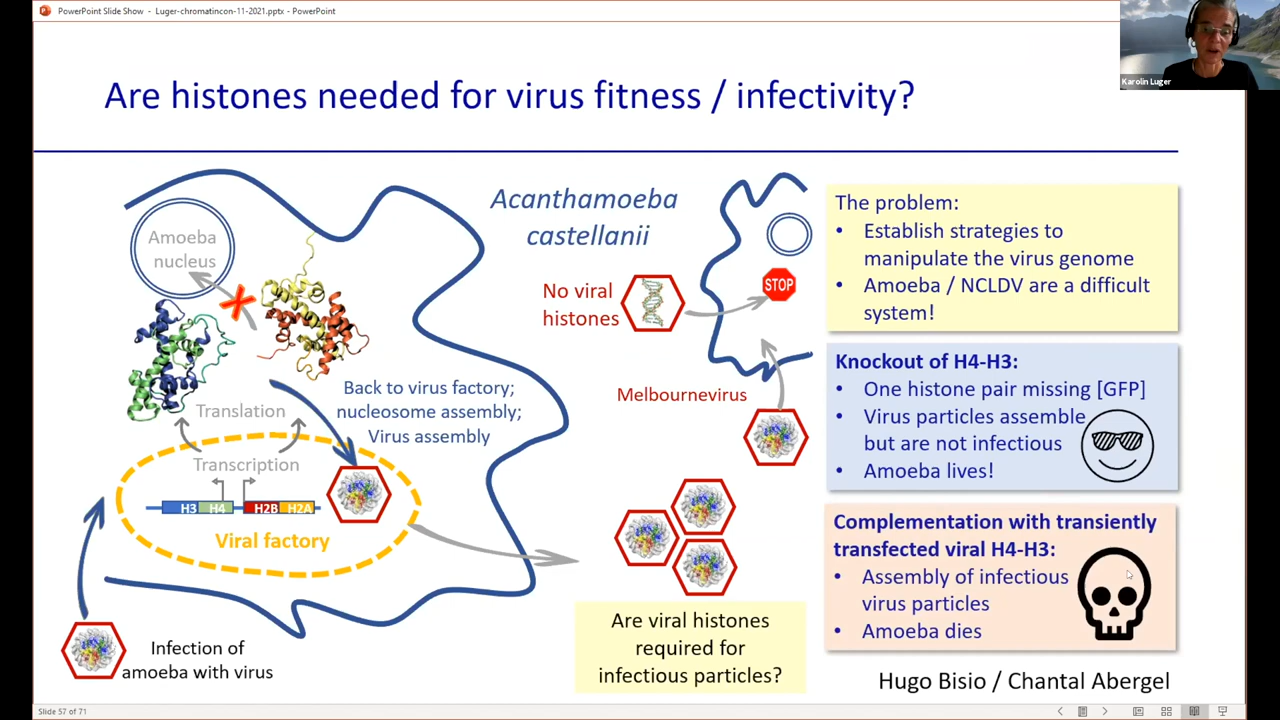 PowerPoint Slide Show - Luger-chromatincon-11-2021.pptx - PowerPoint
Karolin Luger
Are histones needed for virus fitness / infectivity?
Amoeba
nucleus
Acanthamoeba
castellanii
No viral
histones
STOP
Melbournevirus
Back to virus factory;
nucleosome assembly;
Virus assembly
Translation
Transcription
H3 H4 H2B H2A
Viral factory
Infection of
amoeba with virus
Are viral histones
required for
infectious particles?
The problem:
• Establish strategies to
manipulate the virus genome
• Amoeba / NCLDV are a difficult
system!
Knockout of H4-H3:
• One histone pair missing [GFP]
• Virus particles assemble
but are not infectious
• Amoeba lives!
Complementation with transiently
transfected viral H4-H3:
• Assembly of infectious
virus particles
• Amoeba dies
Hugo Bisio / Chantal Abergel
Slide 57 of 71